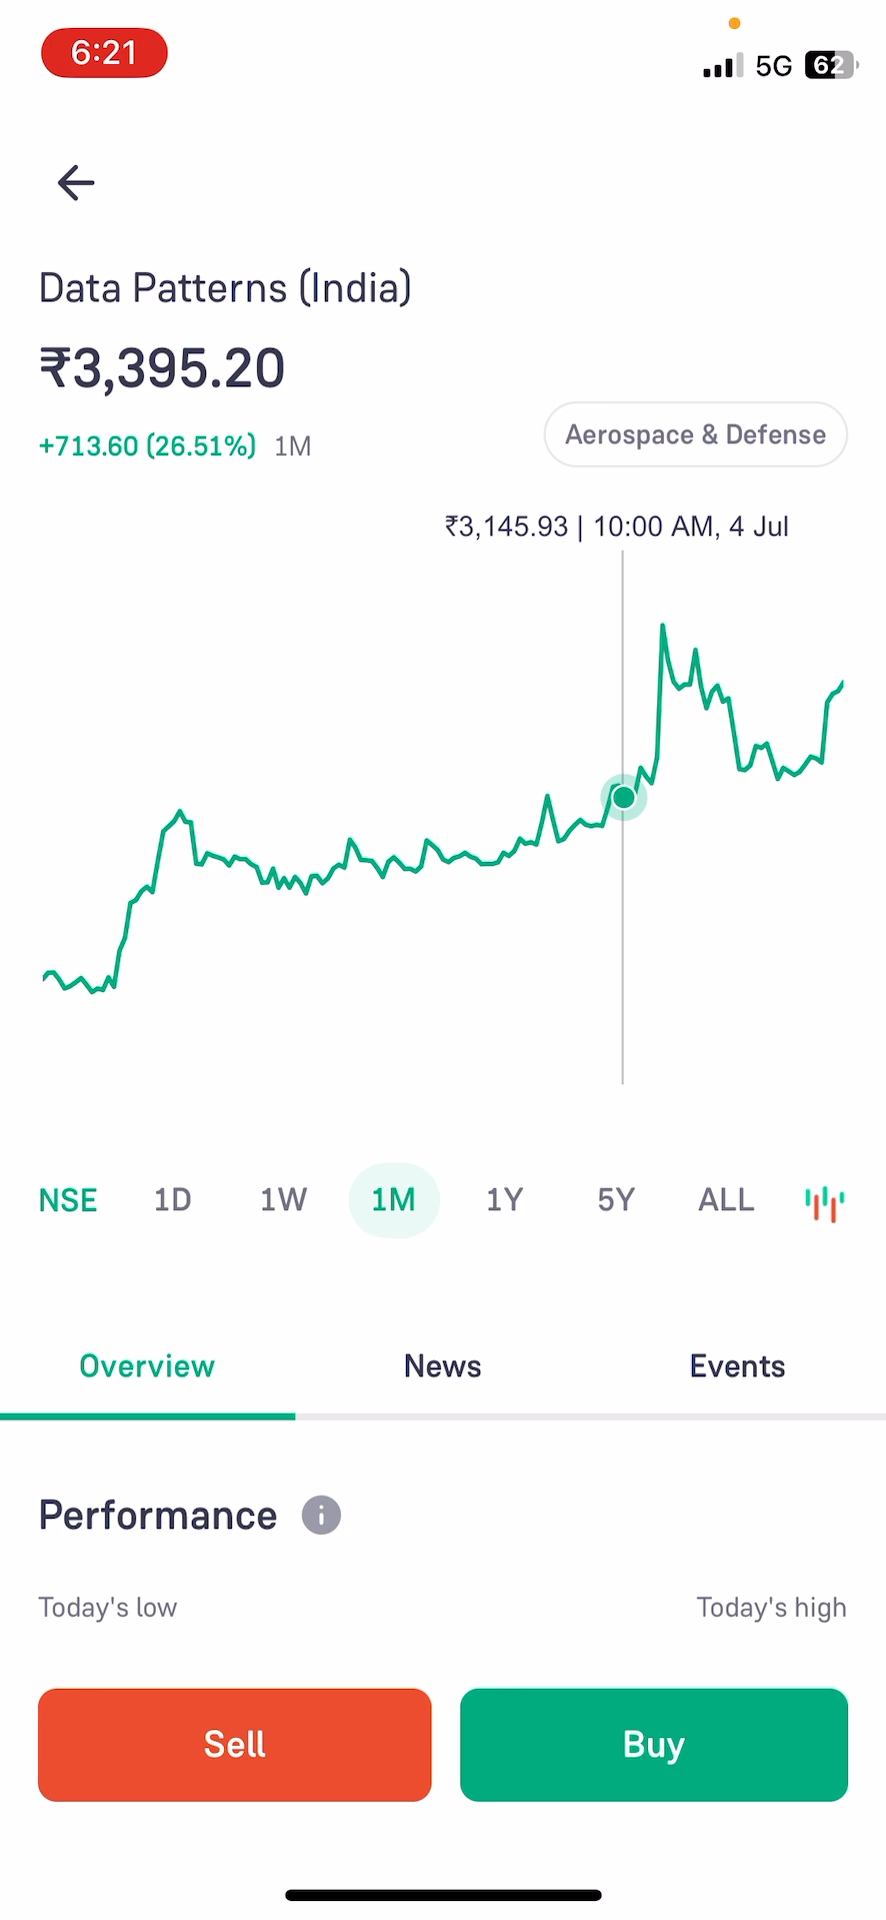 6:21
5G 62
Data Patterns (India)
₹3,395.20
+713.60 (26.51%) 1M
Aerospace & Defense
₹3,145.93 | 10:00 AM, 4 Jul
NSE 1D 1W 1M 1Y 5Y ALL
Overview News Events
Performance i
Today's low Today's high
Sell Buy